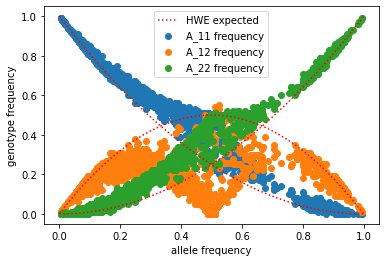 1.0
0.8
0.6
0.4
0.2
0.0
genotype frequency
HWE expected
A_11 frequency
A_12 frequency
A_22 frequency
0.0 0.2 0.4 0.6 0.8 1.0
allele frequency